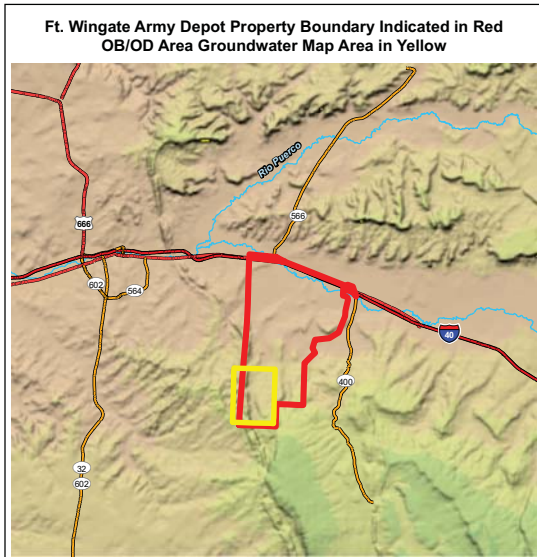 Ft. Wingate Army Depot Property Boundary Indicated in Red
OB/OD Area Groundwater Map Area in Yellow
Rio Puerco
566
666
602
564
40
400
32
602